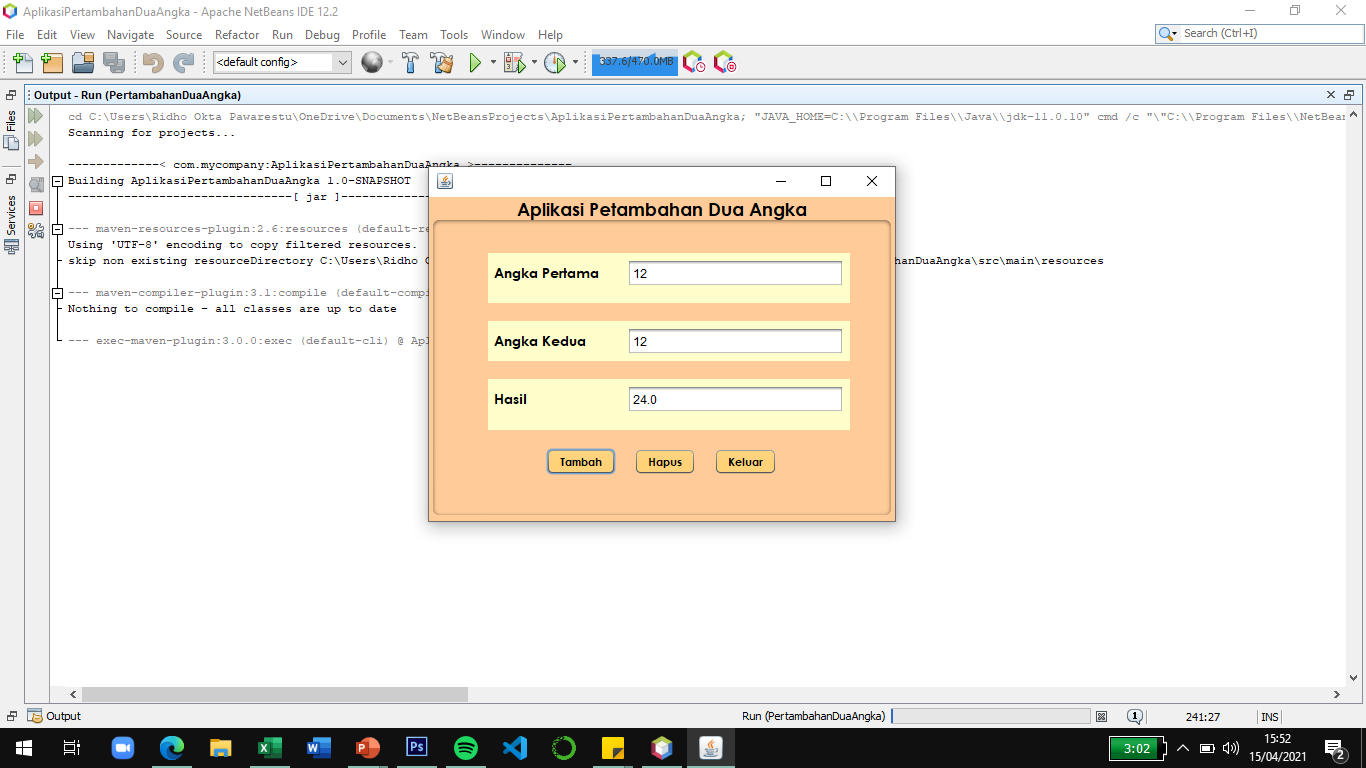 AplikasiPertambahanDuaAngka - Apache NetBeans IDE 12.2
File Edit View Navigate Source Refactor Run Debug Profile Team Tools Window Help
Search (Ctrl+I)
<default config>
337.6/470.0MB
Output - Run (PertambahanDuaAngka)
Files
Services
cd C:\Users\Ridho Okta Pawarestu\OneDrive\Documents\NetBeansProjects\AplikasiPertambahanDuaAngka; "JAVA_HOME=C:\\Program Files\\Java\\jdk-11.0.10" cmd /c "\"C:\\Program Files\\NetBean
Scanning for projects...
-------------< com.mycompany:AplikasiPertambahanDuaAngka >--------------
Building AplikasiPertambahanDuaAngka 1.0-SNAPSHOT
--------------------------------[ jar ]-------------
--- maven-resources-plugin:2.6:resources (default-re
Using 'UTF-8' encoding to copy filtered resources.
skip non existing resourceDirectory C:\Users\Ridho hanDuaAngka\src\main\resources
--- maven-compiler-plugin:3.1:compile (default-compi
Nothing to compile - all classes are up to date
--- exec-maven-plugin:3.0.0:exec (default-cli) @ Apl
Aplikasi Petambahan Dua Angka
Angka Pertama 12
Angka Kedua 12
Hasil 24.0
Tambah Hapus Keluar
Output
Run (PertambahanDuaAngka)
1
241:27
INS
3:02
15:52
15/04/2021
2